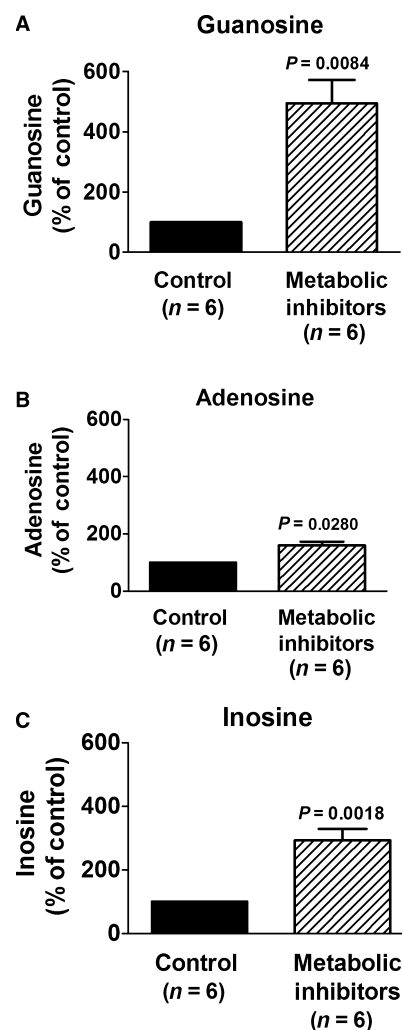 A
Guanosine
Guanosine
(% of control)
600
400
200
0
P = 0.0084
Control
(n = 6)
Metabolic
inhibitors
(n = 6)
B
Adenosine
Adenosine
(% of control)
600
400
200
0
P = 0.0280
Control
(n = 6)
Metabolic
inhibitors
(n = 6)
C
Inosine
Inosine
(% of control)
600
400
200
0
P = 0.0018
Control
(n = 6)
Metabolic
inhibitors
(n = 6)